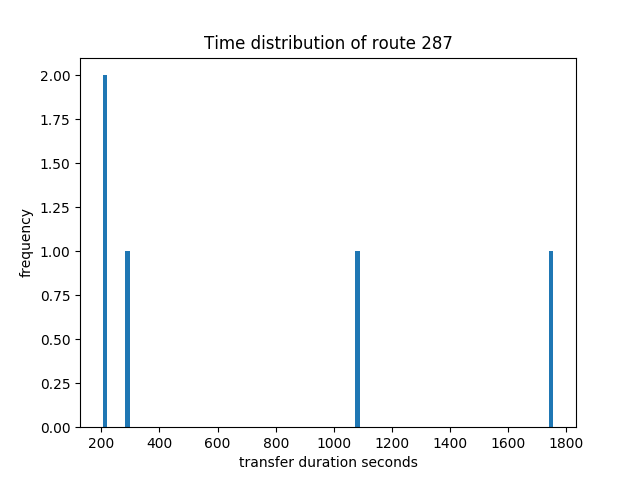 Time distribution of route 287
2.00
1.75
1.50
1.25
1.00
0.75
0.50
0.25
0.00
frequency
200 400 600 800 1000 1200 1400 1600 1800
transfer duration seconds